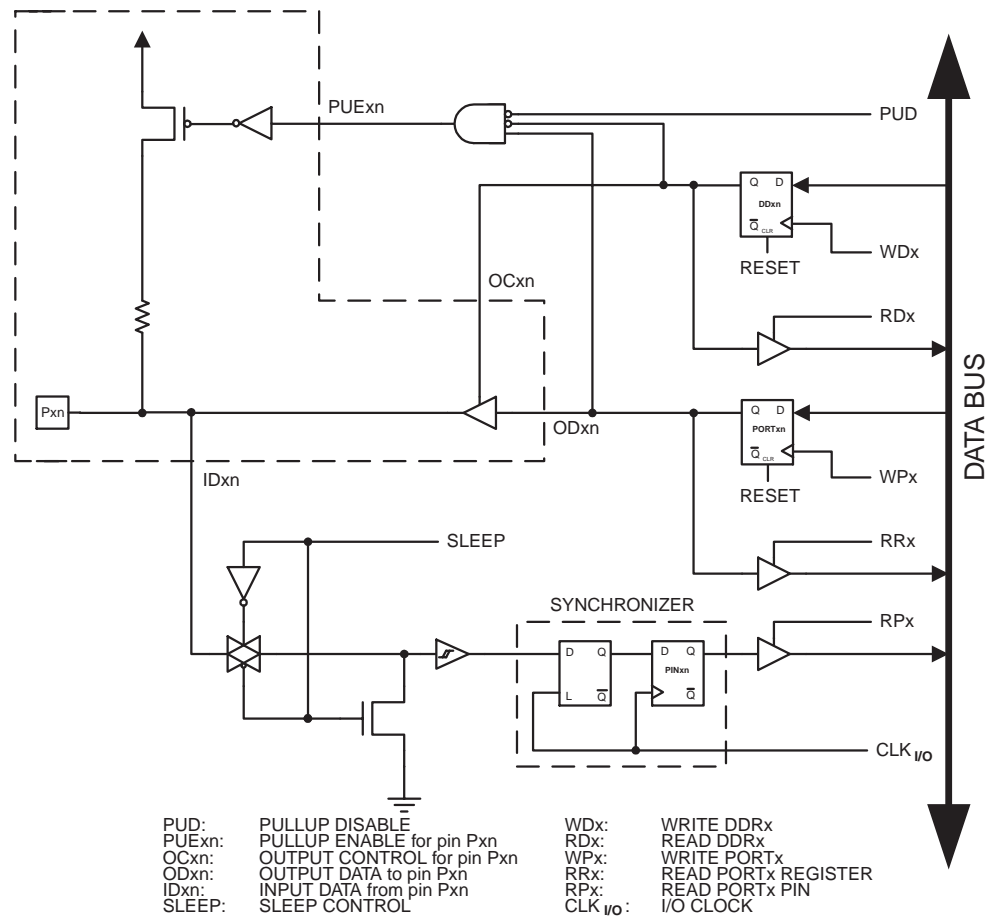 PUExn
PUD
Q D
DDxn
Q CLR
RESET
WDx
OCxn
RDx
Pxn
ODxn
Q D
PORTxn
Q CLR
RESET
WPx
IDxn
DATA BUS
SLEEP
RRx
SYNCHRONIZER
RPx
D Q
L Q
D Q
PINxn
Q
CLK I/O
PUD: PULLUP DISABLE
PUExn: PULLUP ENABLE for pin Pxn
OCxn: OUTPUT CONTROL for pin Pxn
ODxn: OUTPUT DATA to pin Pxn
IDxn: INPUT DATA from pin Pxn
SLEEP: SLEEP CONTROL
WDx: WRITE DDRx
RDx: READ DDRx
WPx: WRITE PORTx
RRx: READ PORTx REGISTER
RPx: READ PORTx PIN
CLK I/O: I/O CLOCK